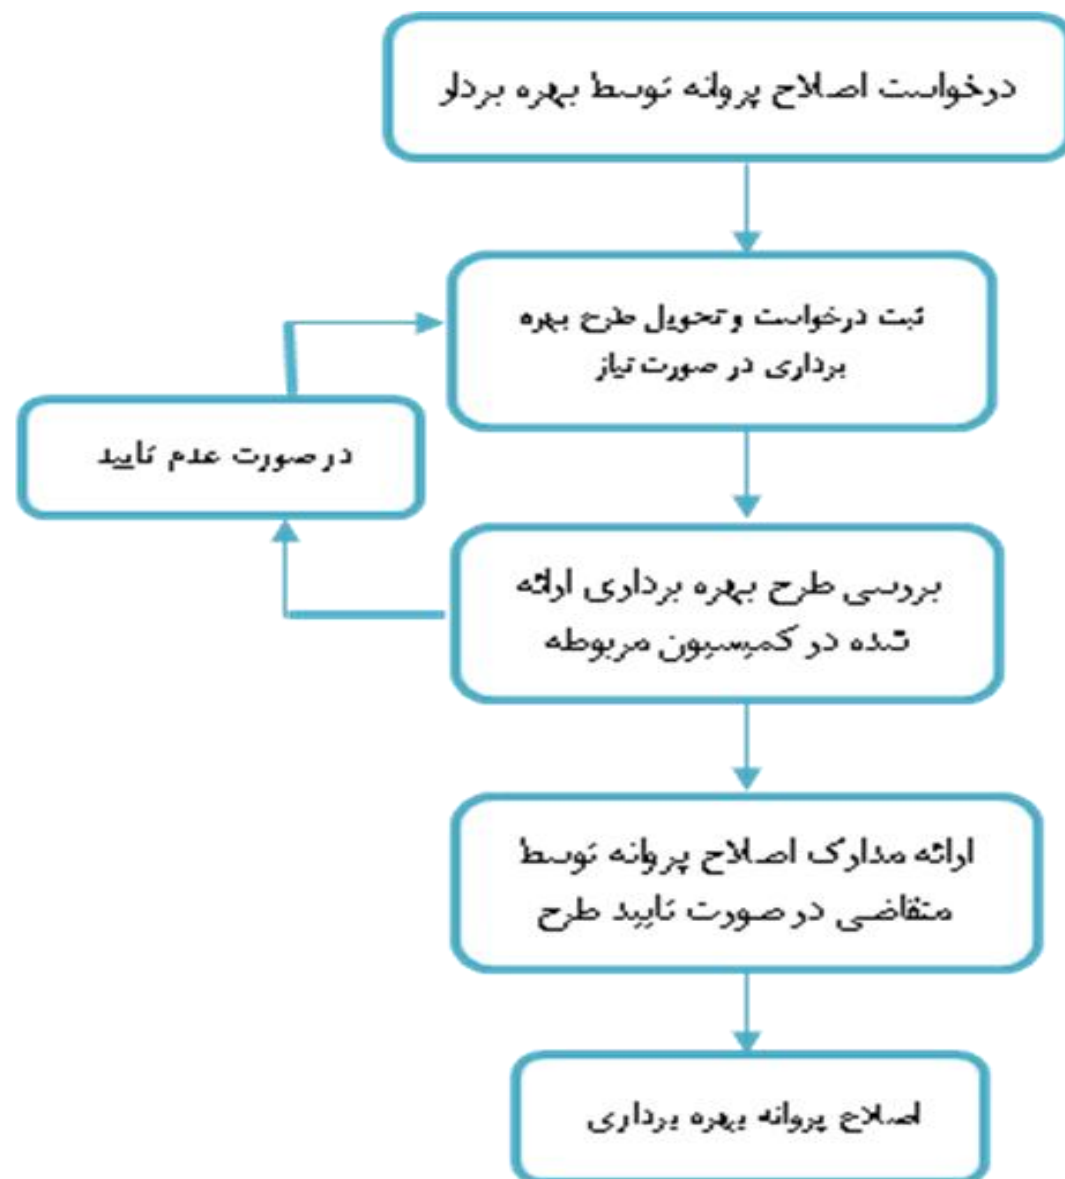 درخواست اصلاح پروانه توسط بهره بردار
ثبت درخواست و تحویل طرح بهره
برداری در صورت نیاز
در صورت عدم تایید
بررسی طرح بهره برداری ارائه
شده در کمیسیون مربوطه
ارائه مدارک اصلاح پروانه توسط
متقاضی در صورت تایید طرح
اصلاح پروانه بهره برداری